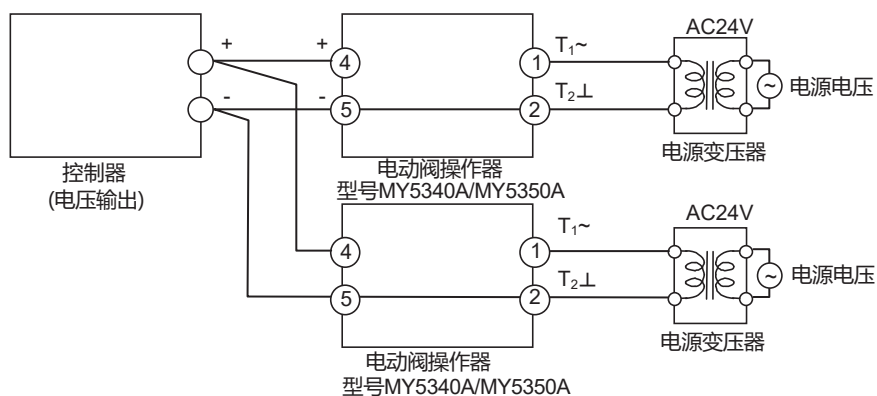 AC24V
+ + T₁~
4 1
~ 电源电压
- - T₂⊥
5 2
电源变压器
控制器
(电压输出)
电动阀操作器
型号MY5340A/MY5350A
AC24V
T₁~
4 1
~ 电源电压
T₂⊥
5 2
电源变压器
电动阀操作器
型号MY5340A/MY5350A